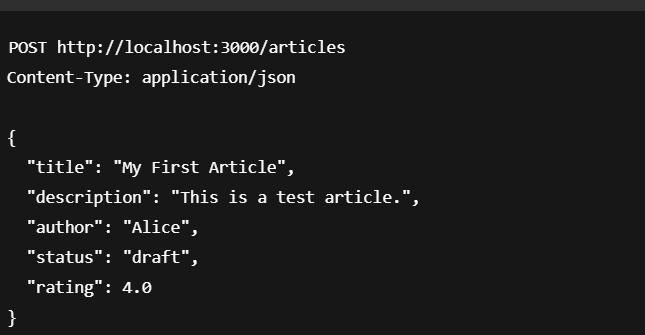 POST http://localhost:3000/articles
Content-Type: application/json
{
"title": "My First Article",
"description": "This is a test article.",
"author": "Alice",
"status": "draft",
"rating": 4.0
}